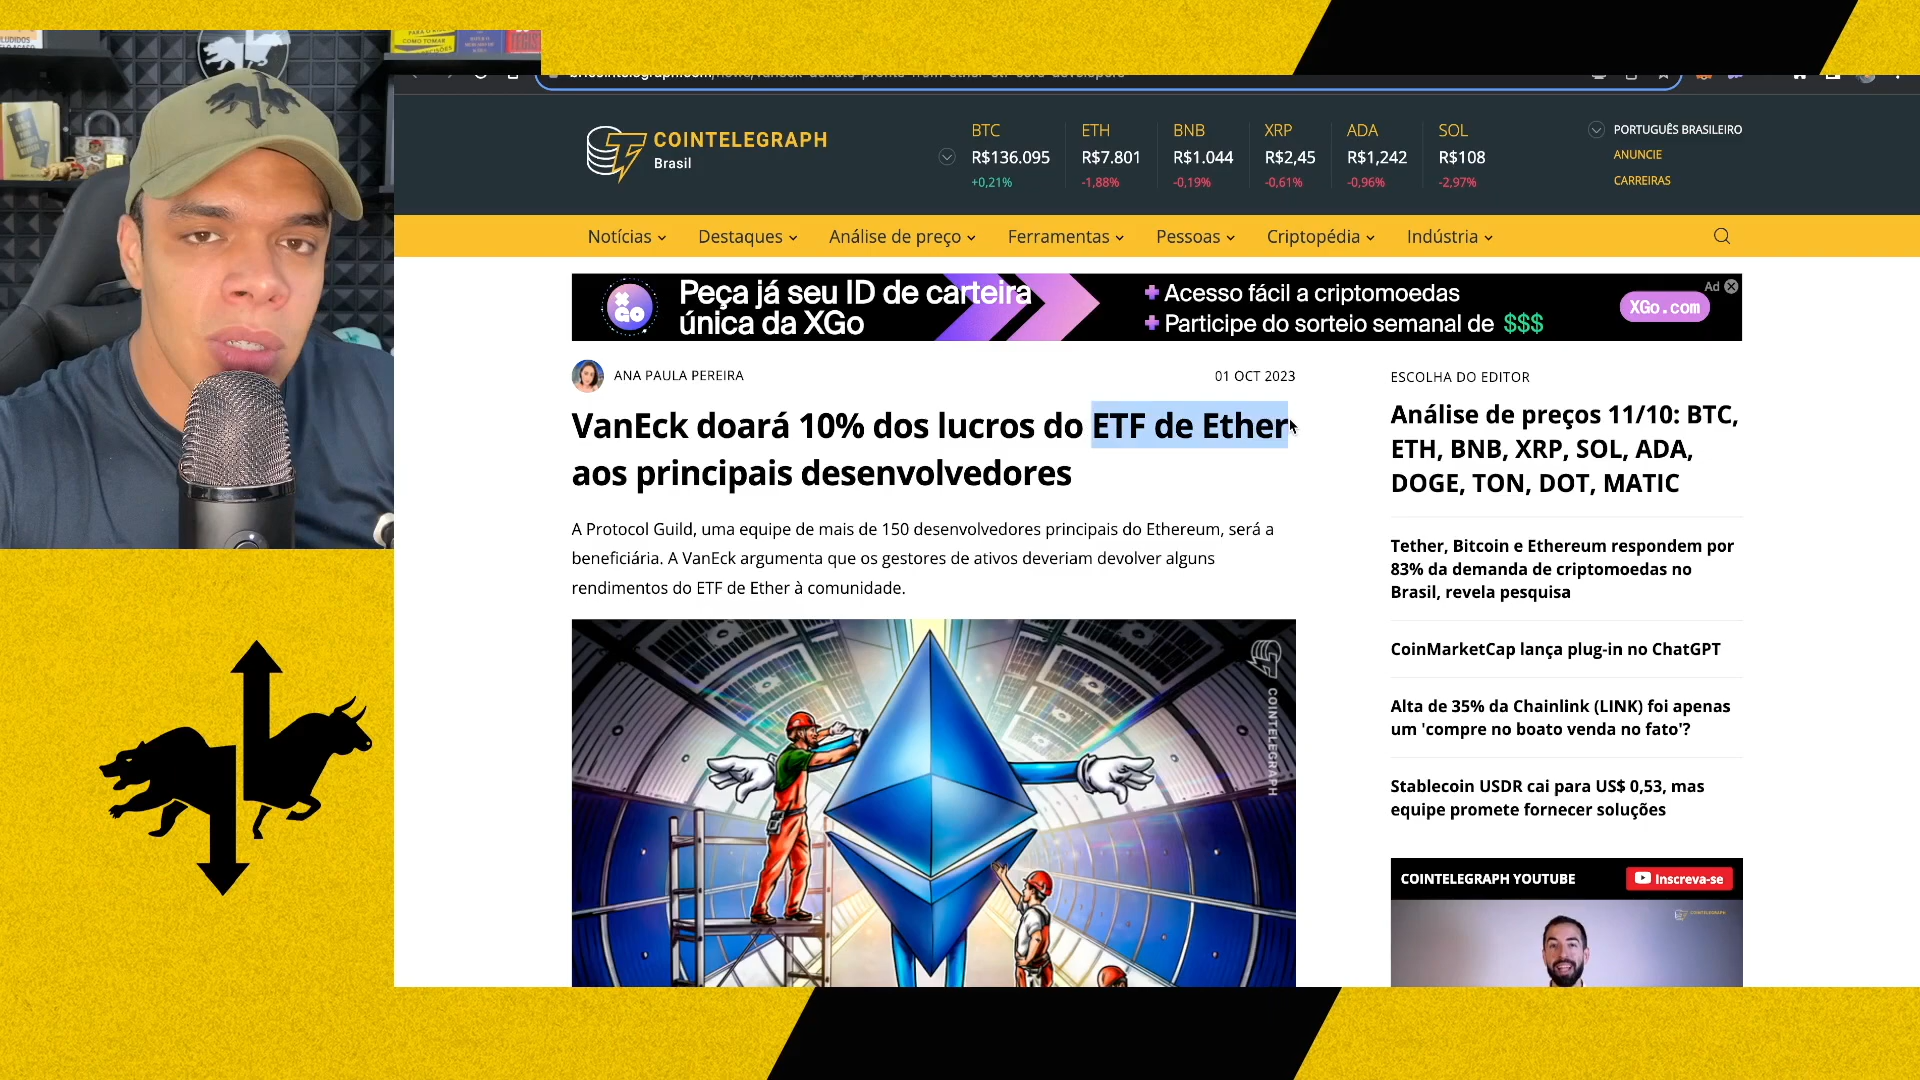 COINTELEGRAPH
Brasil
BTC
R$136.095
+0,21%
ETH
R$7.801
-1,88%
BNB
R$1.044
-0,19%
XRP
R$2,45
-0,61%
ADA
R$1,242
-0,96%
SOL
R$108
-2,97%
PORTUGUÊS BRASILEIRO
ANUNCIE
CARREIRAS
Notícias
Destaques
Análise de preço
Ferramentas
Pessoas
Criptopédia
Indústria
X
GO
Peça já seu ID de carteira
única da XGo
+ Acesso fácil a criptomoedas
+ Participe do sorteio semanal de $$$
XGo.com
Ad
ANA PAULA PEREIRA
01 OCT 2023
VanEck doará 10% dos lucros do ETF de Ether
aos principais desenvolvedores
A Protocol Guild, uma equipe de mais de 150 desenvolvedores principais do Ethereum, será a
beneficiária. A VanEck argumenta que os gestores de ativos deveriam devolver alguns
rendimentos do ETF de Ether à comunidade.
COINTELEGRAPH
ESCOLHA DO EDITOR
Análise de preços 11/10: BTC,
ETH, BNB, XRP, SOL, ADA,
DOGE, TON, DOT, MATIC
Tether, Bitcoin e Ethereum respondem por
83% da demanda de criptomoedas no
Brasil, revela pesquisa
CoinMarketCap lança plug-in no ChatGPT
Alta de 35% da Chainlink (LINK) foi apenas
um 'compre no boato venda no fato'?
Stablecoin USDR cai para US$ 0,53, mas
equipe promete fornecer soluções
COINTELEGRAPH YOUTUBE
Inscreva-se